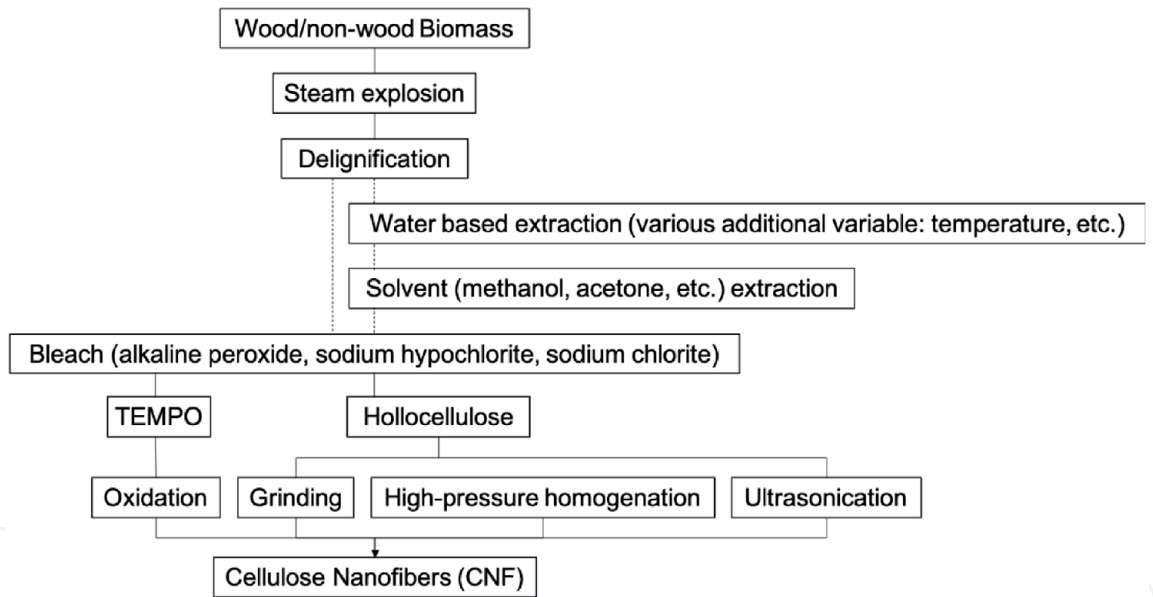 Wood/non-wood Biomass
Steam explosion
Delignification
Water based extraction (various additional variable: temperature, etc.)
Solvent (methanol, acetone, etc.) extraction
Bleach (alkaline peroxide, sodium hypochlorite, sodium chlorite)
TEMPO
Hollocellulose
Oxidation
Grinding
High-pressure homogenation
Ultrasonication
Cellulose Nanofibers (CNF)